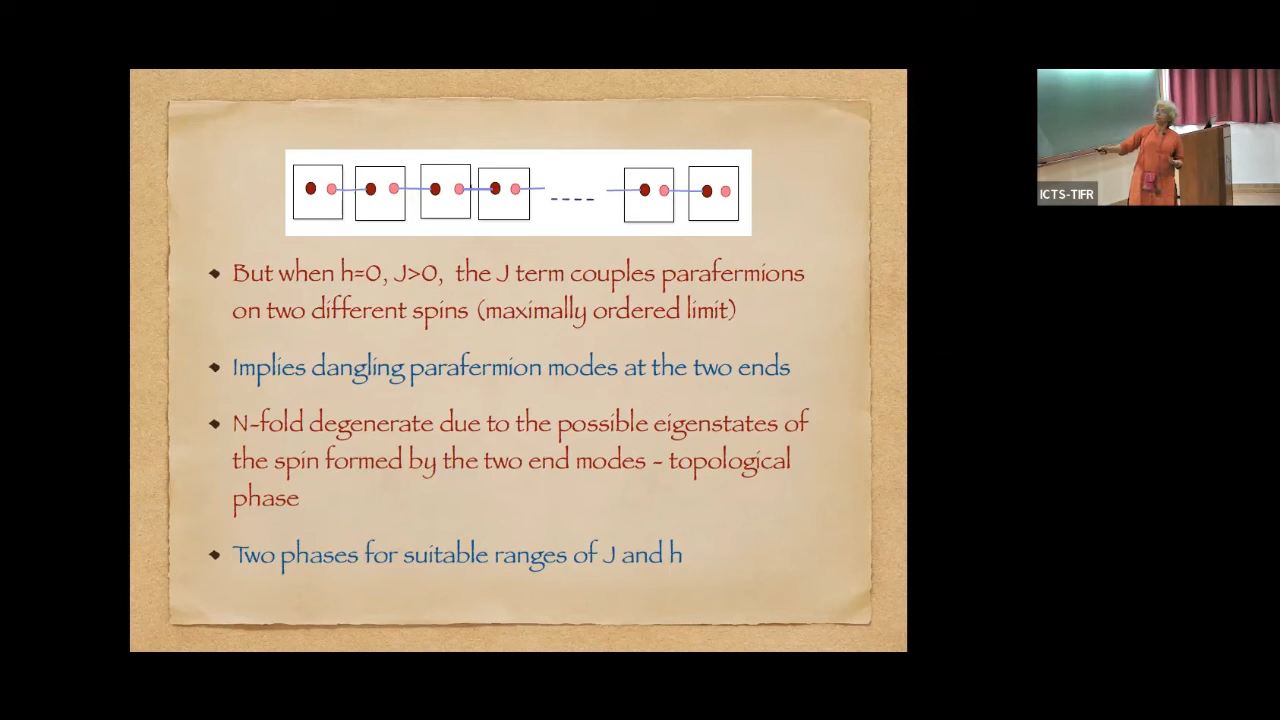 But when h=0, J>0, the J term couples parafermions
on two different spins (maximally ordered limit)
Implies dangling parafermion modes at the two ends
N-fold degenerate due to the possible eigenstates of
the spin formed by the two end modes - topological
phase
Two phases for suitable ranges of J and h
ICTS-TIFR